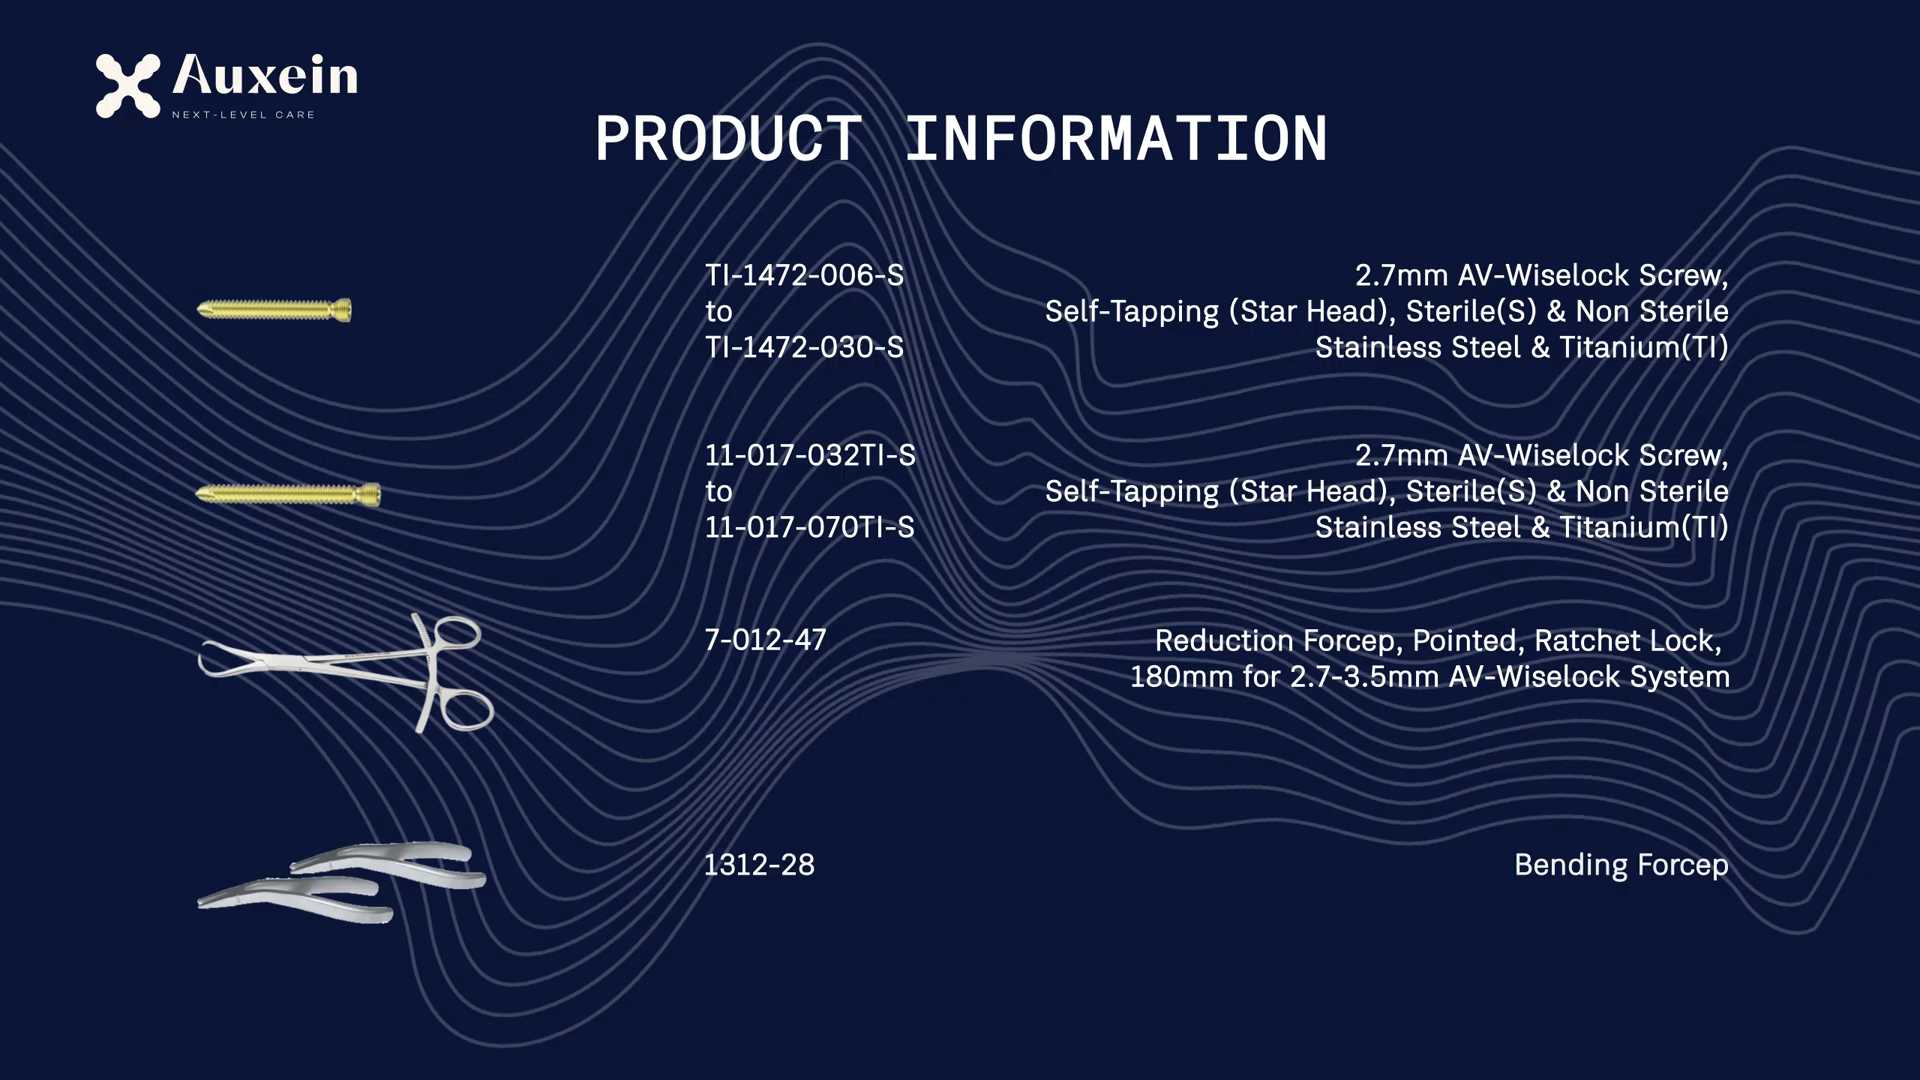 Auxein
NEXT-LEVEL CARE
PRODUCT INFORMATION
TI-1472-006-S
to
TI-1472-030-S
2.7mm AV-Wiselock Screw,
Self-Tapping (Star Head), Sterile(S) & Non Sterile
Stainless Steel & Titanium(TI)
11-017-032TI-S
to
11-017-070TI-S
2.7mm AV-Wiselock Screw,
Self-Tapping (Star Head), Sterile(S) & Non Sterile
Stainless Steel & Titanium(TI)
7-012-47
Reduction Forcep, Pointed, Ratchet Lock,
180mm for 2.7-3.5mm AV-Wiselock System
1312-28
Bending Forcep